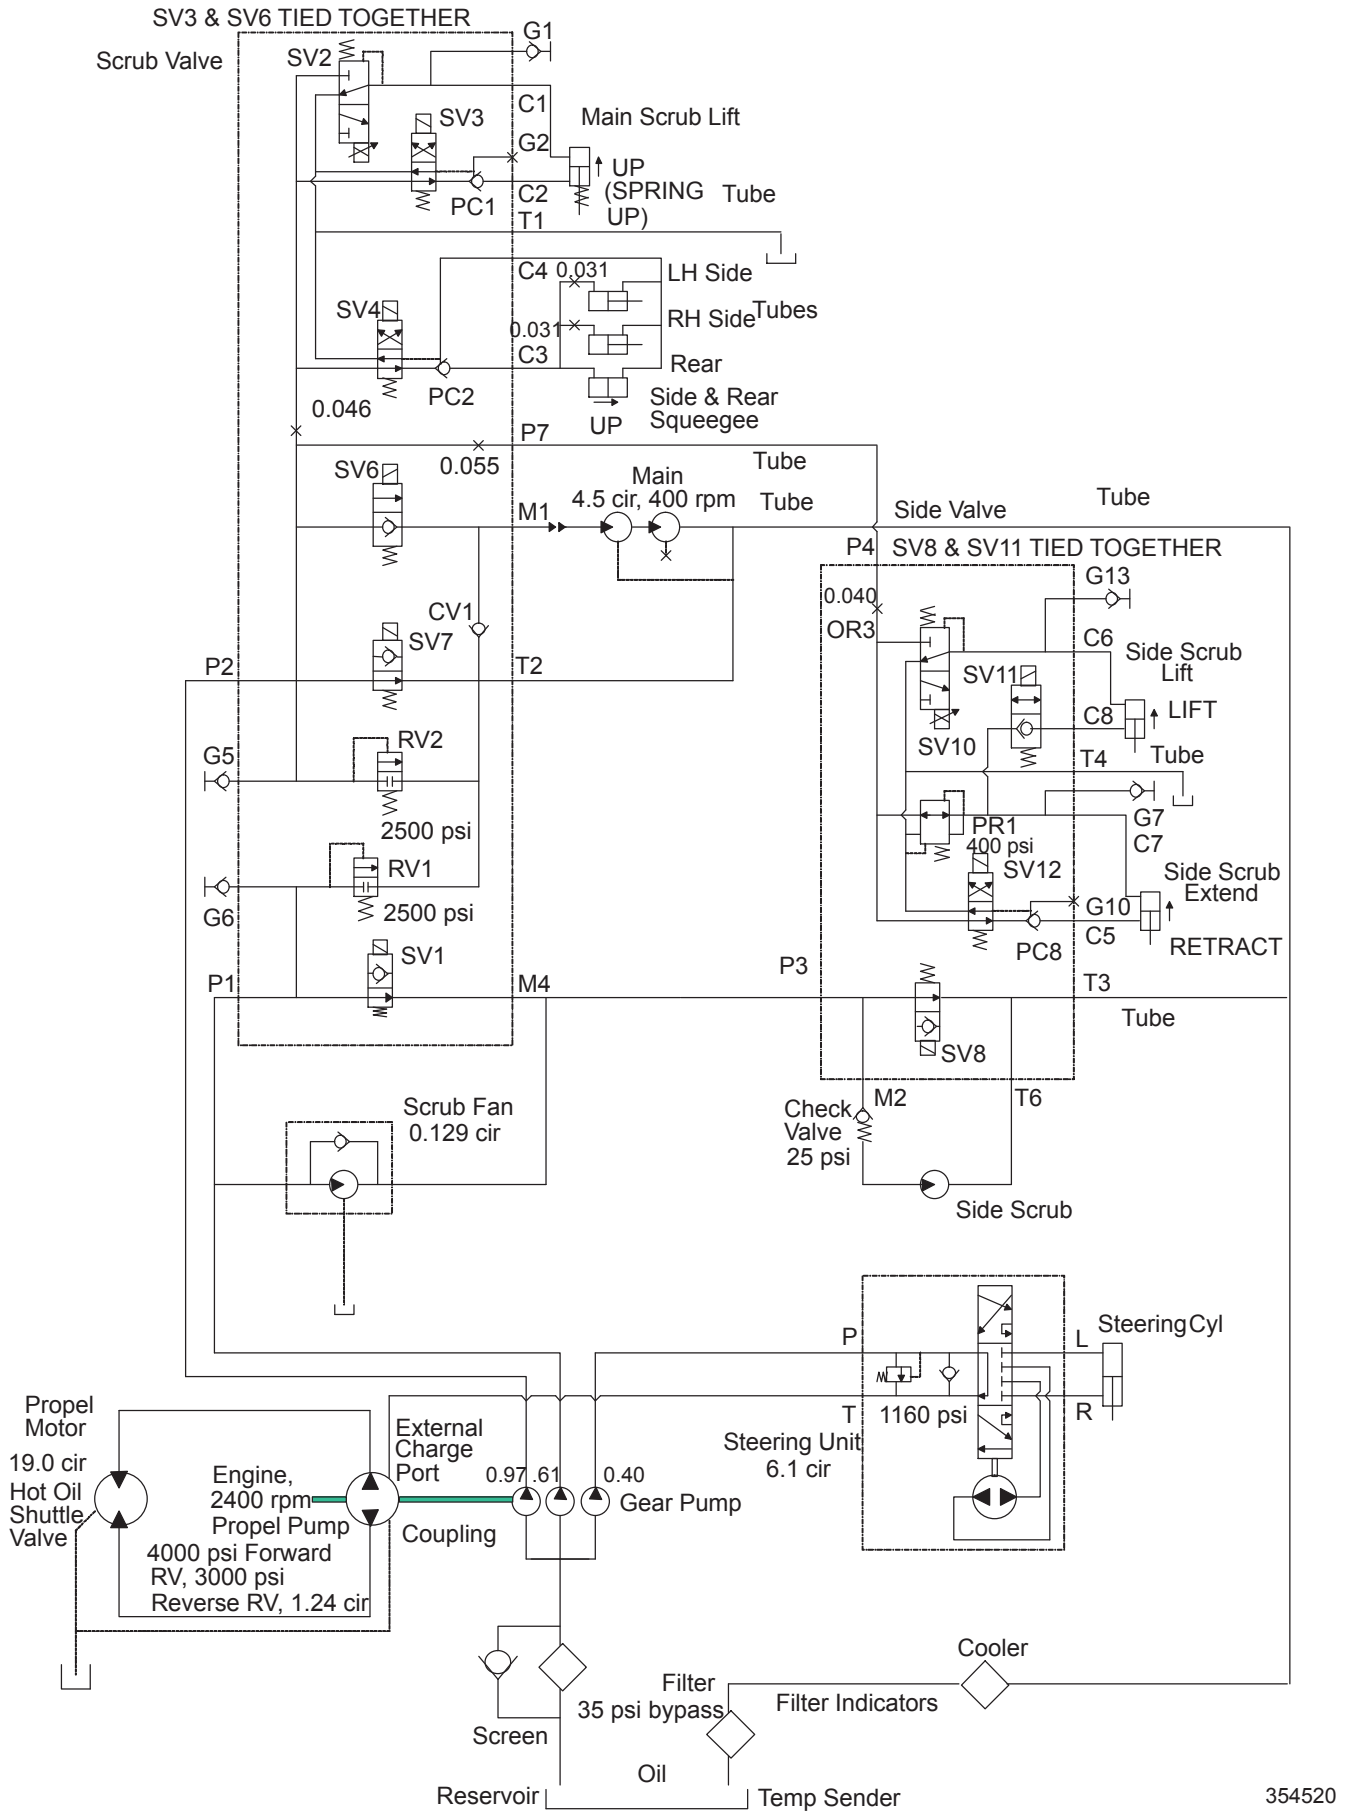 SV3 & SV6 TIED TOGETHER
Scrub Valve
SV2
G1
C1
SV3
Main Scrub Lift
G2
UP
(SPRING
UP)
Tube
PC1
C2
T1
C4
0.031
LH Side
SV4
0.031
RH Side
Tubes
C3
Rear
PC2
Side & Rear
Squeegee
UP
0.046
P7
0.055
Tube
SV6
Main
4.5 cir, 400 rpm
Tube
Tube
M1
Side Valve
P4
SV8 & SV11 TIED TOGETHER
G13
0.040
OR3
CV1
SV7
C6
Side Scrub
Lift
P2
T2
SV11
LIFT
C8
SV10
RV2
G5
T4
Tube
2500 psi
PR1
400 psi
G7
C7
RV1
SV12
Side Scrub
Extend
G6
2500 psi
G10
C5
SV1
PC8
RETRACT
P1
M4
P3
T3
Tube
SV8
M2
T6
Scrub Fan
0.129 cir
Check
Valve
25 psi
Side Scrub
P
L
Steering Cyl
T
1160 psi
R
Steering Unit
6.1 cir
Propel
Motor
External
Charge
Port
19.0 cir
Hot Oil
Shuttle
Valve
Engine,
2400 rpm
Propel Pump
4000 psi Forward
RV, 3000 psi
Reverse RV, 1.24 cir
0.97
.61
0.40
Gear Pump
Coupling
Cooler
Filter
35 psi bypass
Filter Indicators
Screen
Oil
Reservoir
Temp Sender
354520